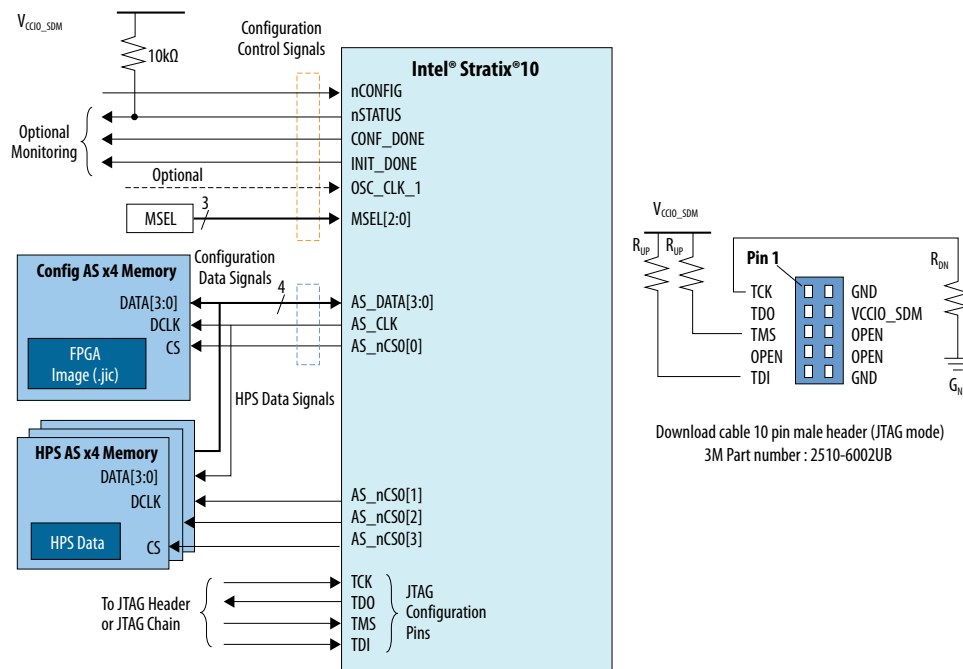 VCCIO_SDM
10kΩ
Configuration
Control Signals
Intel® Stratix®10
nCONFIG
nSTATUS
CONF_DONE
INIT_DONE
OSC_CLK_1
MSEL[2:0]
Optional
Monitoring
Optional
MSEL
3
Configuration
Data Signals
4
Config AS x4 Memory
DATA[3:0]
DCLK
CS
FPGA
Image (.jic)
AS_DATA[3:0]
AS_CLK
AS_nCS0[0]
HPS Data Signals
HPS AS x4 Memory
DATA[3:0]
DCLK
HPS Data
CS
AS_nCS0[1]
AS_nCS0[2]
AS_nCS0[3]
To JTAG Header
or JTAG Chain
TCK
TDO
TMS
TDI
JTAG
Configuration
Pins
VCCIO_SDM
RUP
RUP
Pin 1
RDN
TCK
TDO
TMS
OPEN
TDI
GND
VCCIO_SDM
OPEN
OPEN
GND
GN
Download cable 10 pin male header (JTAG mode)
3M Part number : 2510-6002UB